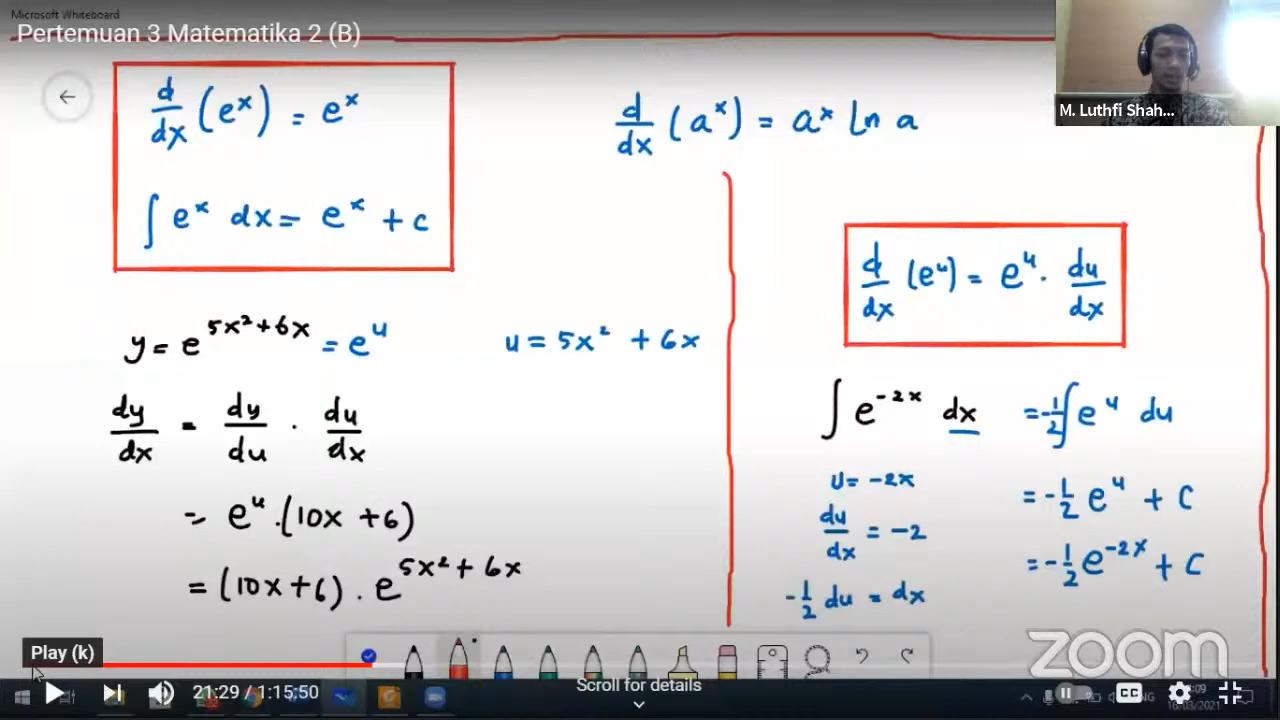 Microsoft Whiteboard
Pertemuan 3 Matematika 2 (B)
M. Luthfi Shah...
d/dx (e^x) = e^x
∫ e^x dx = e^x + c
d/dx (a^x) = a^x ln a
y = e^{5x²+6x} = e^u
u = 5x² + 6x
dy/dx = dy/du · du/dx
= e^u · (10x + 6)
= (10x+6) · e^{5x²+6x}
d/dx (e^u) = e^u · du/dx
∫ e^{-2x} dx = -1/2 ∫ e^u du
u = -2x
du/dx = -2
-1/2 du = dx
= -1/2 e^u + C
= -1/2 e^{-2x} + C
Play (k)
zoom
21:29 / 1:15:50
Scroll for details
CC